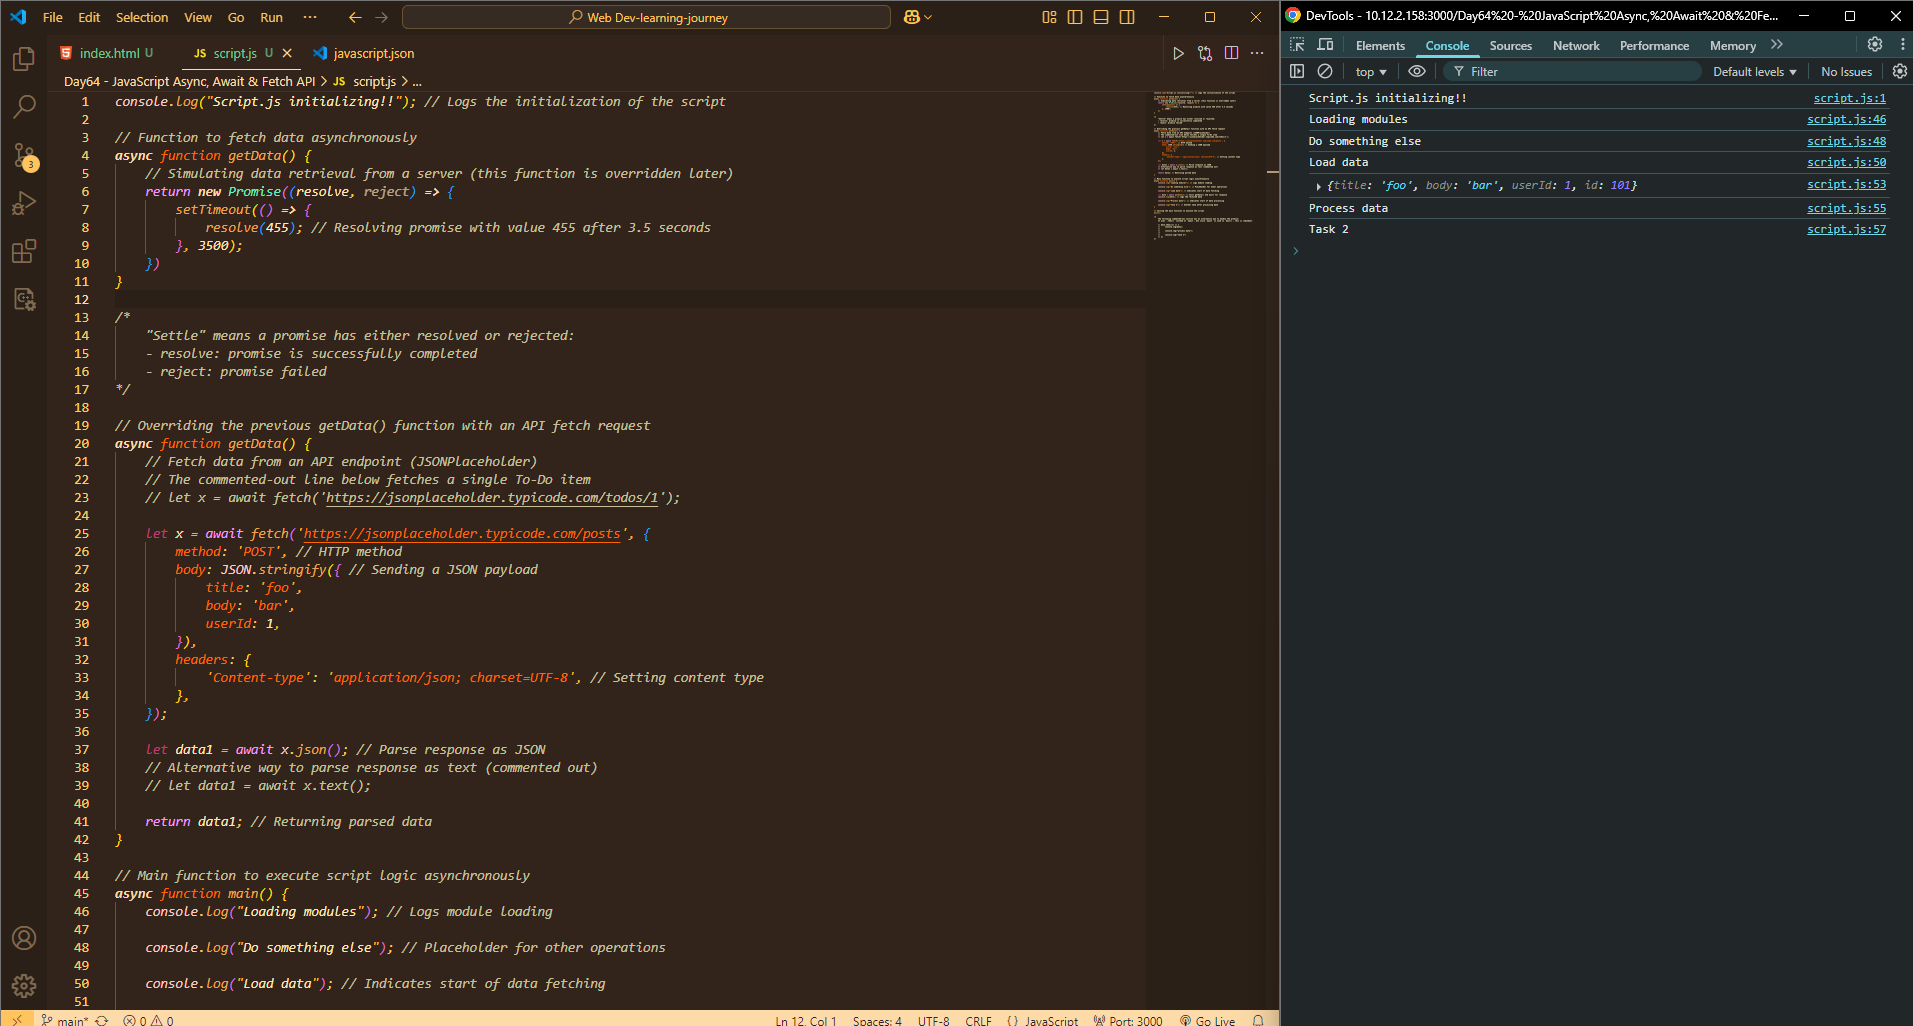 File Edit Selection View Go Run ··· Web Dev-learning-journey
index.html U JS script.js U javascript.json
Day64 - JavaScript Async, Await & Fetch API > JS script.js > ...
1 console.log("Script.js initializing!!"); // Logs the initialization of the script
2
3 // Function to fetch data asynchronously
4 async function getData() {
5 // Simulating data retrieval from a server (this function is overridden later)
6 return new Promise((resolve, reject) => {
7 setTimeout(() => {
8 resolve(455); // Resolving promise with value 455 after 3.5 seconds
9 }, 3500);
10 })
11 }
12
13 /*
14 "Settle" means a promise has either resolved or rejected:
15 - resolve: promise is successfully completed
16 - reject: promise failed
17 */
18
19 // Overriding the previous getData() function with an API fetch request
20 async function getData() {
21 // Fetch data from an API endpoint (JSONPlaceholder)
22 // The commented-out line below fetches a single To-Do item
23 // let x = await fetch('https://jsonplaceholder.typicode.com/todos/1');
24
25 let x = await fetch('https://jsonplaceholder.typicode.com/posts', {
26 method: 'POST', // HTTP method
27 body: JSON.stringify({ // Sending a JSON payload
28 title: 'foo',
29 body: 'bar',
30 userId: 1,
31 }),
32 headers: {
33 'Content-type': 'application/json; charset=UTF-8', // Setting content type
34 },
35 });
36
37 let data1 = await x.json(); // Parse response as JSON
38 // Alternative way to parse response as text (commented out)
39 // let data1 = await x.text();
40
41 return data1; // Returning parsed data
42 }
43
44 // Main function to execute script logic asynchronously
45 async function main() {
46 console.log("Loading modules"); // Logs module loading
47
48 console.log("Do something else"); // Placeholder for other operations
49
50 console.log("Load data"); // Indicates start of data fetching
51
3
main* 0 0 Ln 12, Col 1 Spaces: 4 UTF-8 CRLF {} JavaScript Port: 3000 Go Live
DevTools - 10.12.2.158:3000/Day64%20-%20JavaScript%20Async,%20Await%20&%20Fe...
Elements Console Sources Network Performance Memory
top Filter Default levels No Issues
Script.js initializing!! script.js:1
Loading modules script.js:46
Do something else script.js:48
Load data script.js:50
{title: 'foo', body: 'bar', userId: 1, id: 101} script.js:53
Process data script.js:55
Task 2 script.js:57